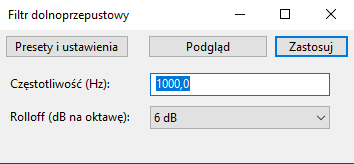 Filtr dolnoprzepustowy
Presety i ustawienia Podgląd Zastosuj
Częstotliwość (Hz): 1000,0
Rolloff (dB na oktawę): 6 dB